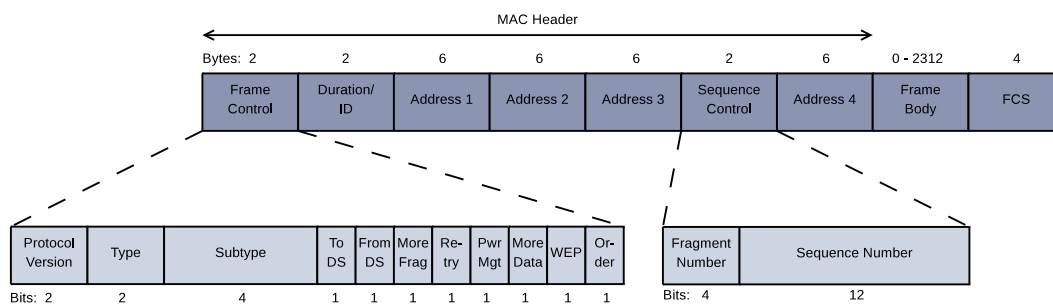 MAC Header
Bytes: 2 2 6 6 6 2 6 0 - 2312 4
Frame Control Duration/ ID Address 1 Address 2 Address 3 Sequence Control Address 4 Frame Body FCS
Protocol Version Type Subtype To DS From DS More Frag Re- try Pwr Mgt More Data WEP Or- der
Bits: 2 2 4 1 1 1 1 1 1 1 1
Fragment Number Sequence Number
Bits: 4 12